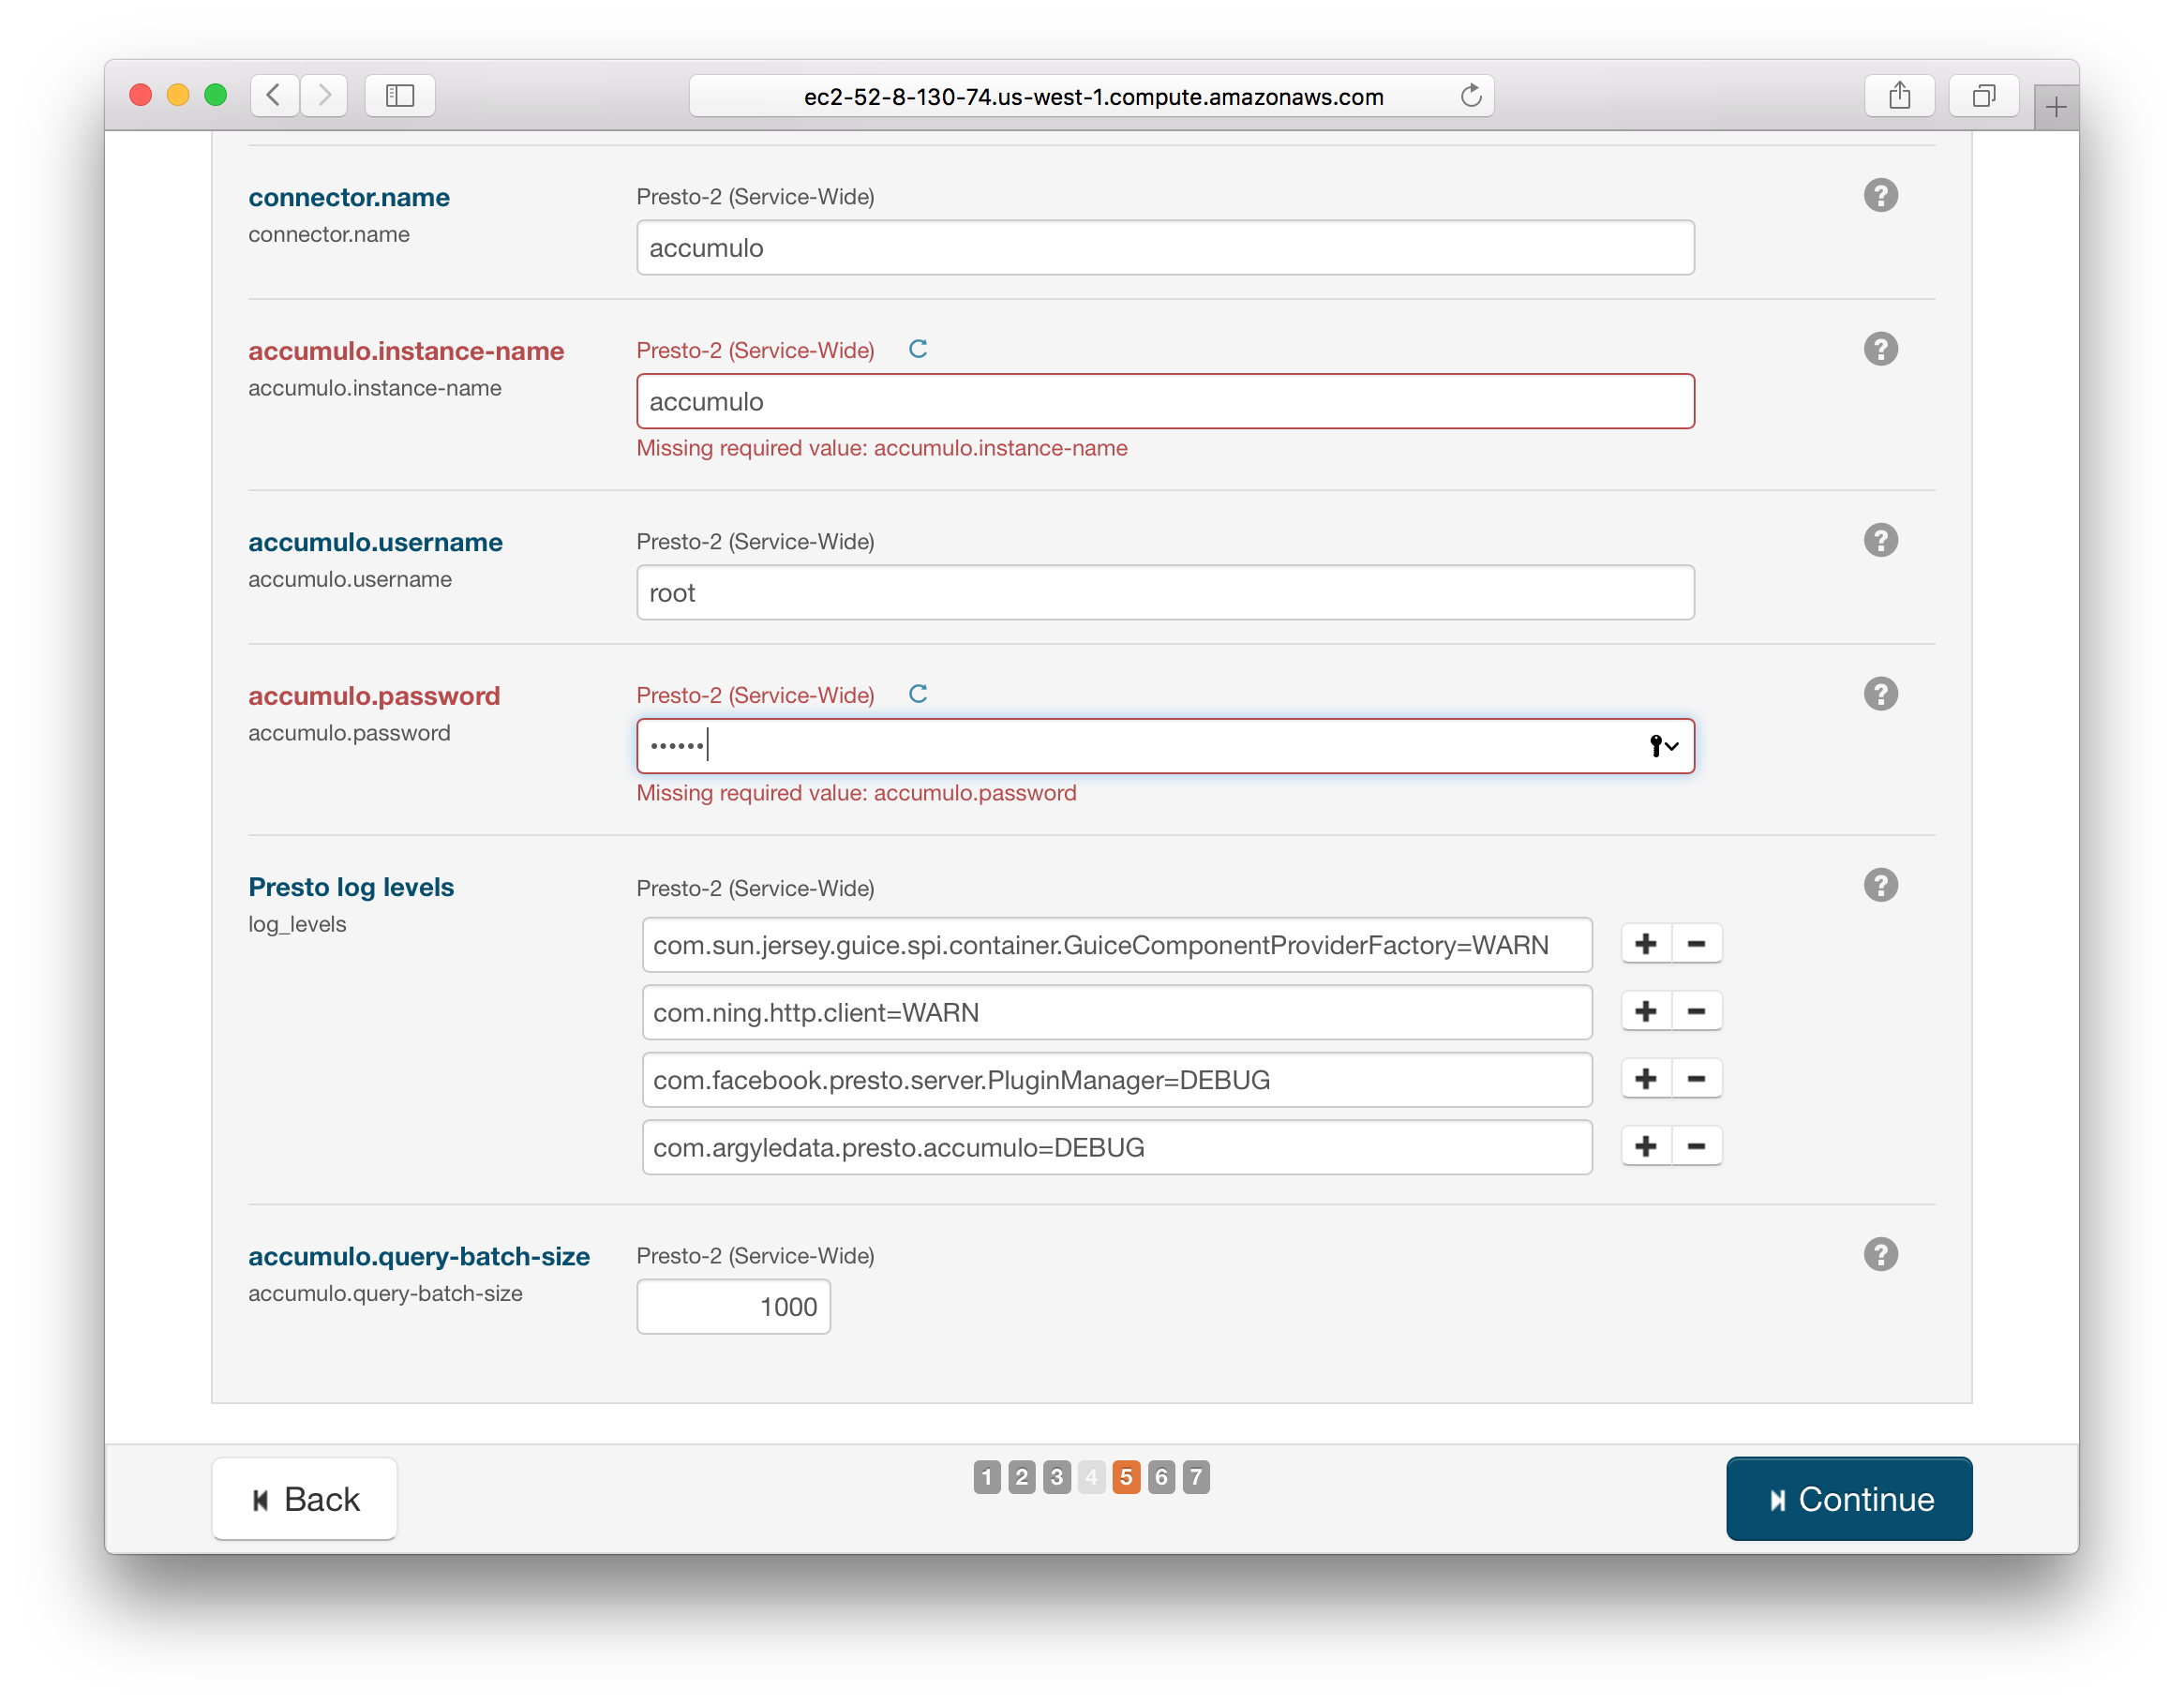 ec2-52-8-130-74.us-west-1.compute.amazonaws.com
connector.name
Presto-2 (Service-Wide)
connector.name
accumulo
accumulo.instance-name
Presto-2 (Service-Wide)
accumulo.instance-name
accumulo
Missing required value: accumulo.instance-name
accumulo.username
Presto-2 (Service-Wide)
accumulo.username
root
accumulo.password
Presto-2 (Service-Wide)
accumulo.password
••••••
Missing required value: accumulo.password
Presto log levels
Presto-2 (Service-Wide)
log_levels
com.sun.jersey.guice.spi.container.GuiceComponentProviderFactory=WARN
com.ning.http.client=WARN
com.facebook.presto.server.PluginManager=DEBUG
com.argyledata.presto.accumulo=DEBUG
accumulo.query-batch-size
Presto-2 (Service-Wide)
accumulo.query-batch-size
1000
Back
1 2 3 4 5 6 7
Continue